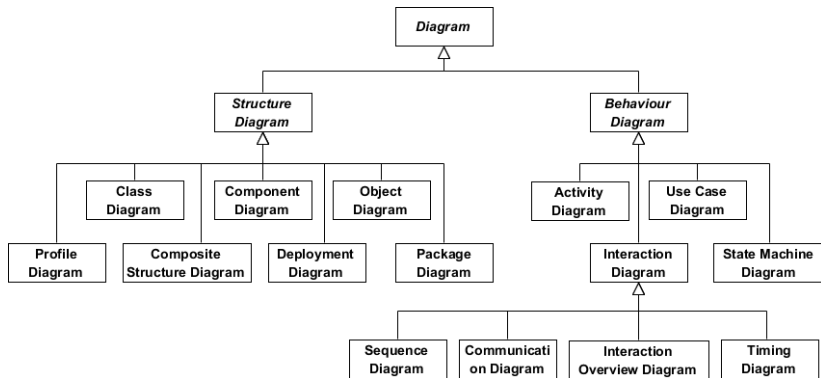 Diagram
Structure
Diagram
Behaviour
Diagram
Class
Diagram
Component
Diagram
Object
Diagram
Activity
Diagram
Use Case
Diagram
Profile
Diagram
Composite
Structure Diagram
Deployment
Diagram
Package
Diagram
Interaction
Diagram
State Machine
Diagram
Sequence
Diagram
Communicati
on Diagram
Interaction
Overview Diagram
Timing
Diagram